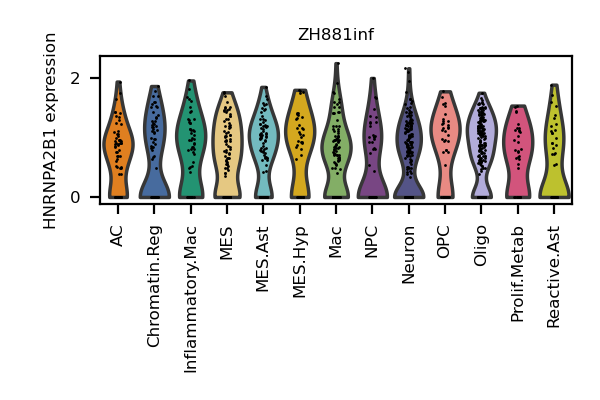 ZH881inf
HNRNPA2B1 expression
2
0
AC
Chromatin.Reg
Inflammatory.Mac
MES
MES.Ast
MES.Hyp
Mac
NPC
Neuron
OPC
Oligo
Prolif.Metab
Reactive.Ast